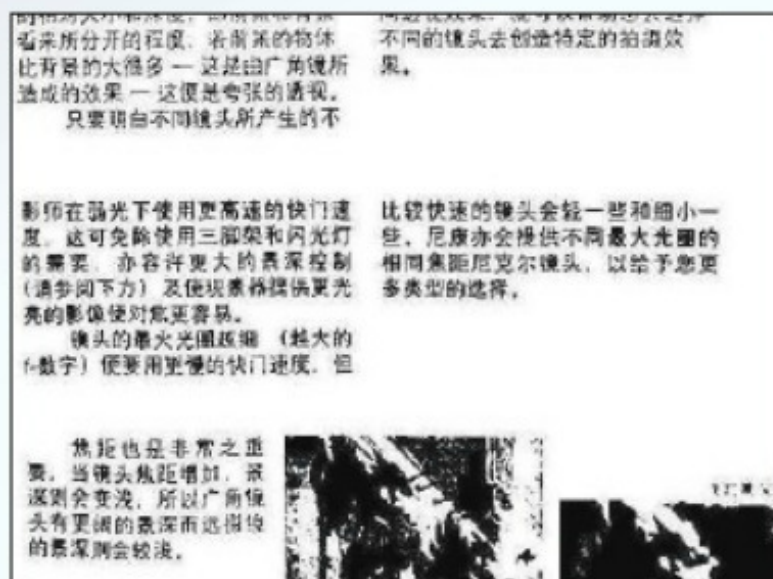 看来所分开的程度．若前景的物体
比背景的大很多 — 这是由广角镜所
造成的效果 — 这便是夸张的透视。
只要明白不同镜头所产生的不
不同的镜头去创造特定的拍摄效
果。
影师在弱光下使用更高速的快门速
度．这可免除使用三脚架和闪光灯
的需要．亦容许更大的景深控制
(请参阅下方) 及使观景器提供更光
亮的影像使对焦更容易。
镜头的最大光圈越细 (越大的
f-数字) 便要用更慢的快门速度．但
比较快速的镜头会轻一些和细小一
些．尼康亦会提供不同最大光圈的
相同焦距尼克尔镜头．以给予您更
多类型的选择。
焦距也是非常之重
要．当镜头焦距增加．景
深则会变浅．所以广角镜
头有更阔的景深而远摄镜
的景深则会较浅。